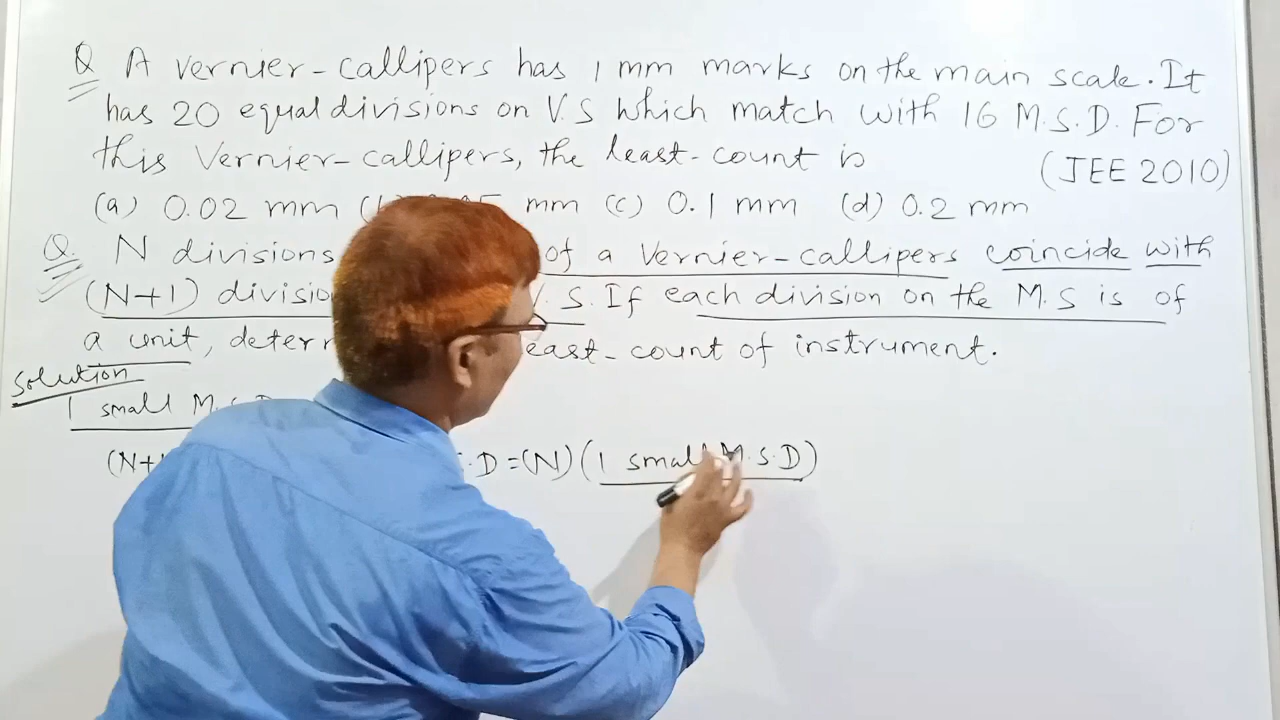 Q A vernier-callipers has 1 mm marks on the main scale. It
has 20 equal divisions on V.S which match with 16 M.S.D. For
this Vernier-callipers, the least-count is (JEE 2010)
(a) 0.02 mm mm (c) 0.1 mm (d) 0.2 mm
Q. N divisions of a Vernier-callipers coincide with
(N+1) V.S. If each division on the M.S is of
a unit, east-count of instrument.
Solution
1 small M.S.D
(N+1 .D = (N) (1 small M.S.D)